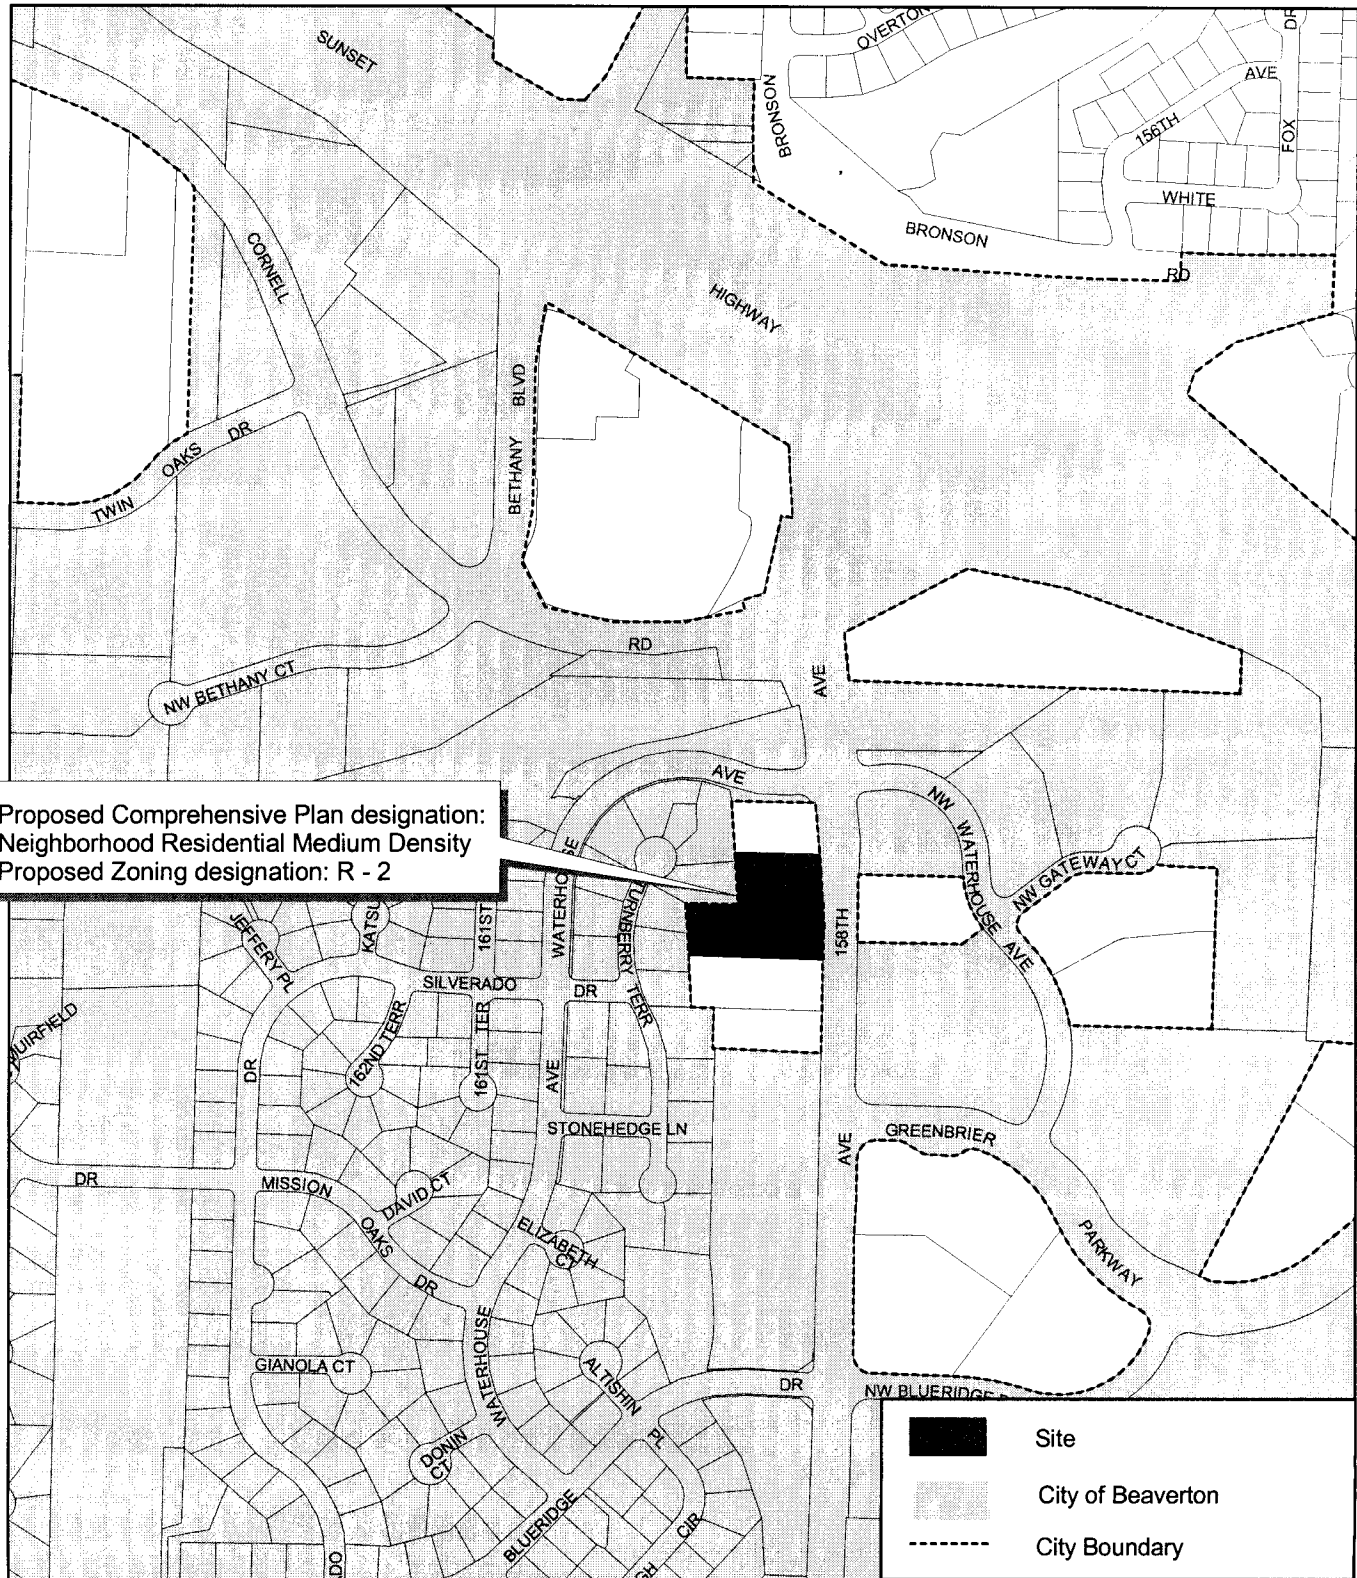 SUNSET
OVERTON
DR
BRONSON
AVE
156TH
FOX
WHITE
BRONSON
RD
CORNELL
HIGHWAY
BETHANY BLVD
TWIN OAKS DR
RD
NW BETHANY CT
AVE
AVE
NW WATERHOUSE AVE
NW GATEWAY CT
Proposed Comprehensive Plan designation:
Neighborhood Residential Medium Density
Proposed Zoning designation: R - 2
WATERHOUSE
TURNBERRY TERR
JEFFERY PL
KATSU
161ST
158TH
SILVERADO
DR
162ND TERR
161ST TER
AVE
MUIRFIELD
DR
STONEHEDGE LN
AVE
GREENBRIER
DR
MISSION
DAVID CT
OAKS
DR
ELIZABETH
CT
PARKWAY
WATERHOUSE
GIANOLA CT
ALTISHIN
PL
DR
NW BLUERIDGE
DONIN
CT
BLUERIDGE
CIR
Site
City of Beaverton
City Boundary